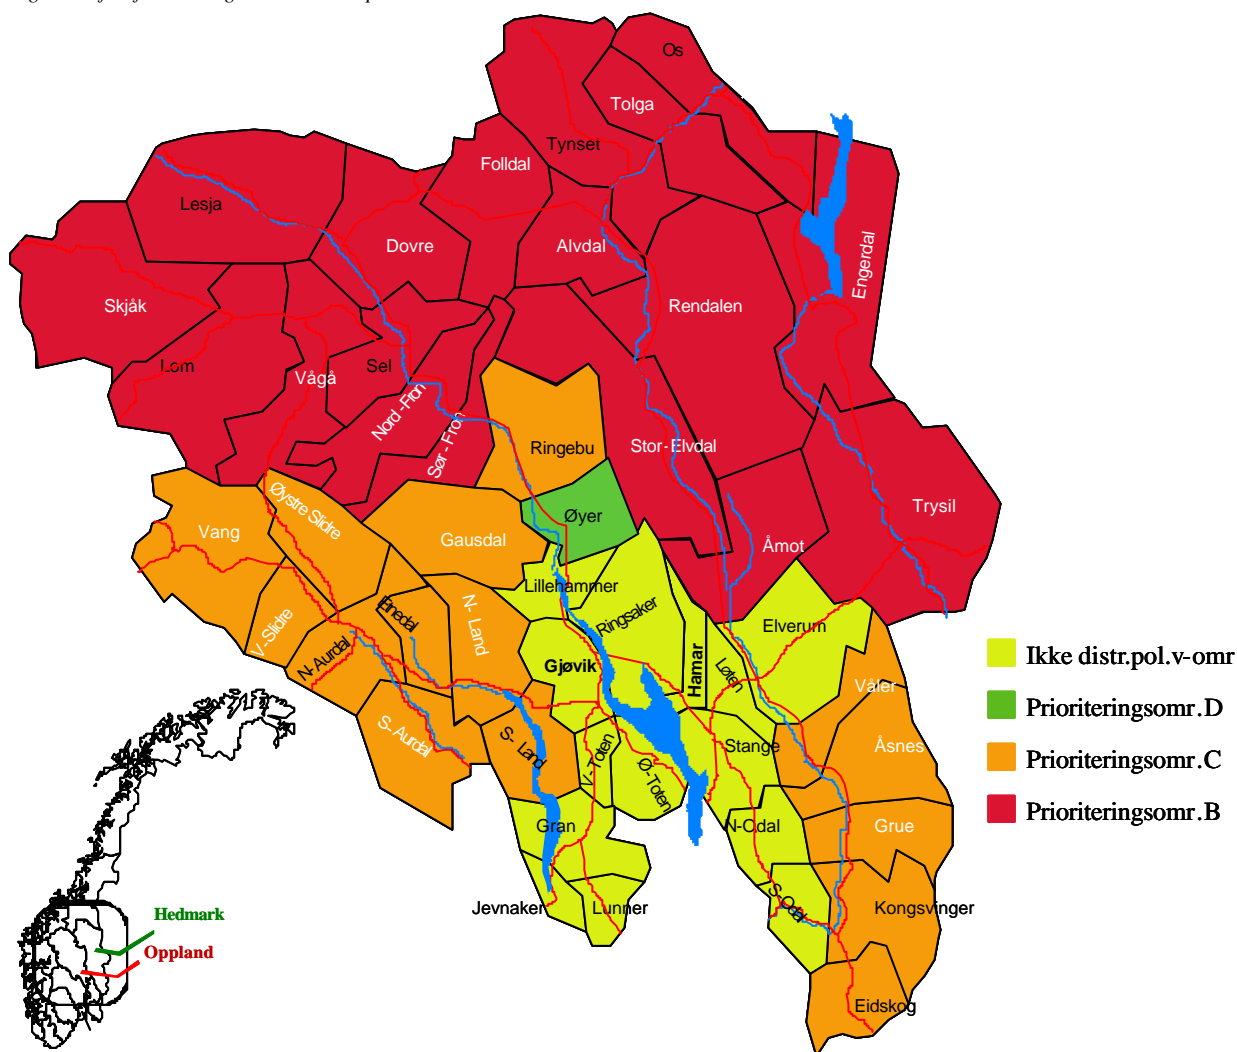 Os
Tolga
Tynset
Folldal
Lesja
Dovre
Alvdal
Engerdal
Skjåk
Rendalen
Lom
Vågå
Sel
Nord-Fron
Sør-Fron
Ringebu
Stor-Elvdal
Trysil
Øystre Slidre
Øyer
Vang
Gausdal
Åmot
Lillehammer
Ringsaker
Elverum
V-Slidre
N-Aurdal
Etnedal
N- Land
Gjøvik
Hamar
Løten
Våler
S- Aurdal
S- Land
V-Toten
Ø-Toten
Stange
Åsnes
Gran
N-Odal
Grue
Jevnaker
Lunner
S-Odal
Kongsvinger
Eidskog
Ikke distr.pol.v-omr
Prioriteringsomr.D
Prioriteringsomr.C
Prioriteringsomr.B
Hedmark
Oppland